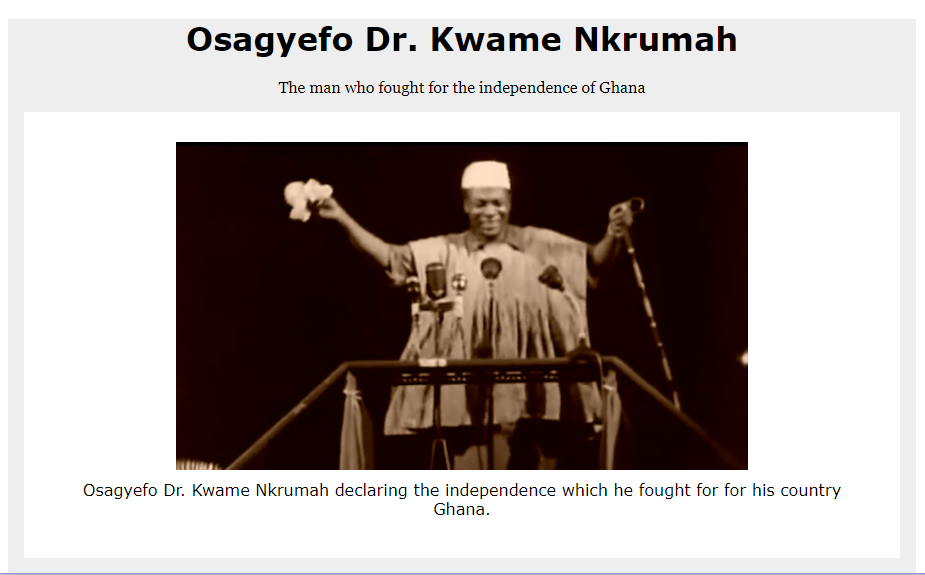 Osagyefo Dr. Kwame Nkrumah
The man who fought for the independence of Ghana
Osagyefo Dr. Kwame Nkrumah declaring the independence which he fought for for his country
Ghana.